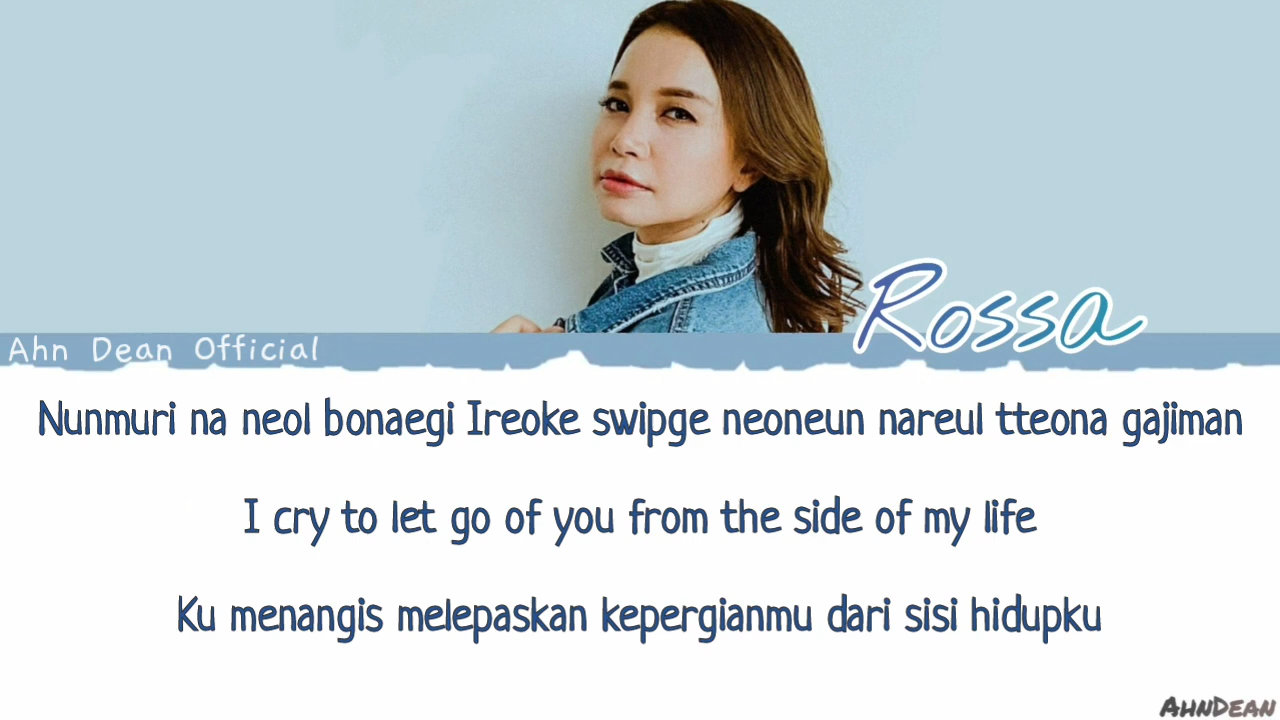 Rossa
Ahn Dean Official
Nunmuri na neol bonaegi Ireoke swipge neoneun nareul tteona gajiman
I cry to let go of you from the side of my life
Ku menangis melepaskan kepergianmu dari sisi hidupku
AhnDean